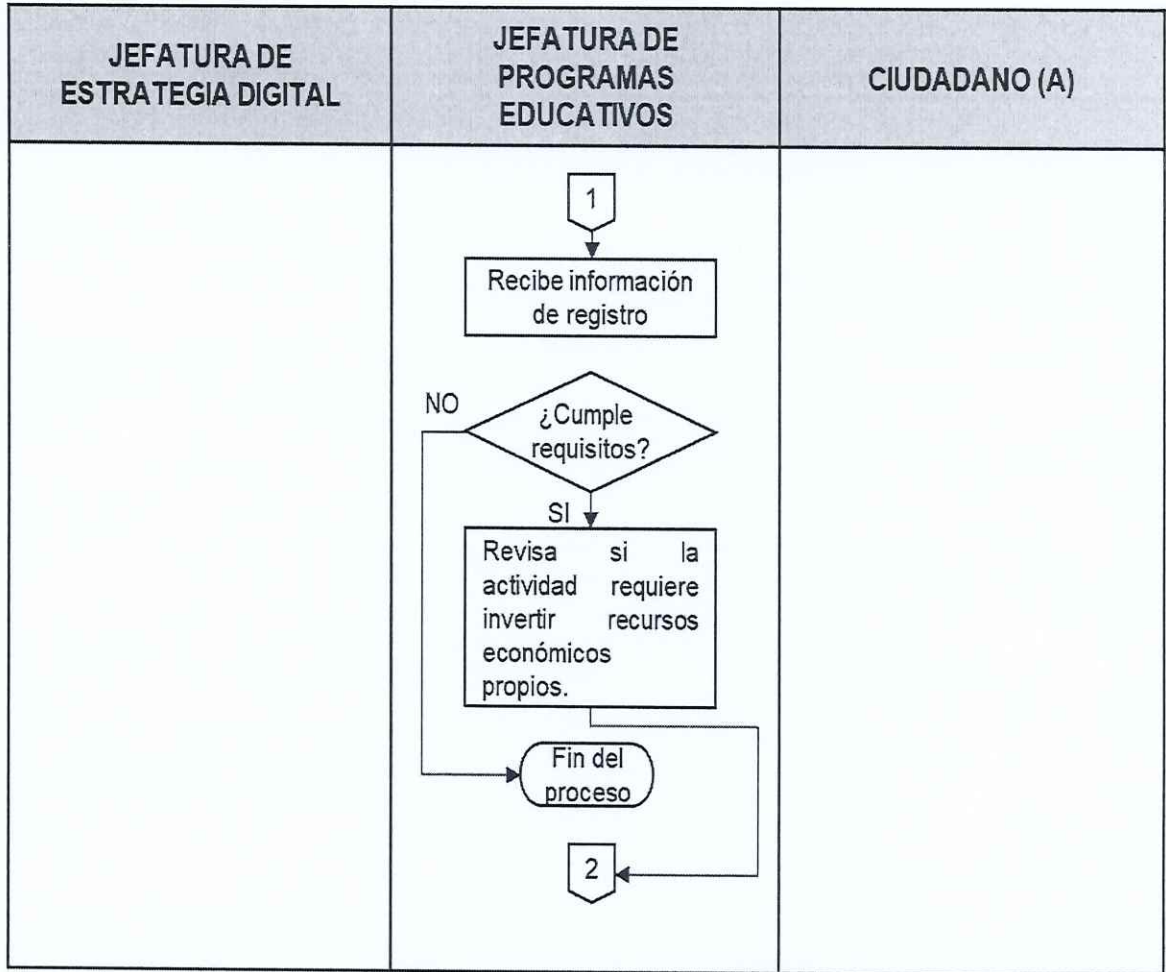 JEFATURA DE
ESTRATEGIA DIGITAL
JEFATURA DE
PROGRAMAS
EDUCATIVOS
CIUDADANO (A)
1
Recibe información
de registro
NO
¿Cumple
requisitos?
SI
Revisa si la
actividad requiere
invertir recursos
económicos
propios.
Fin del
proceso
2